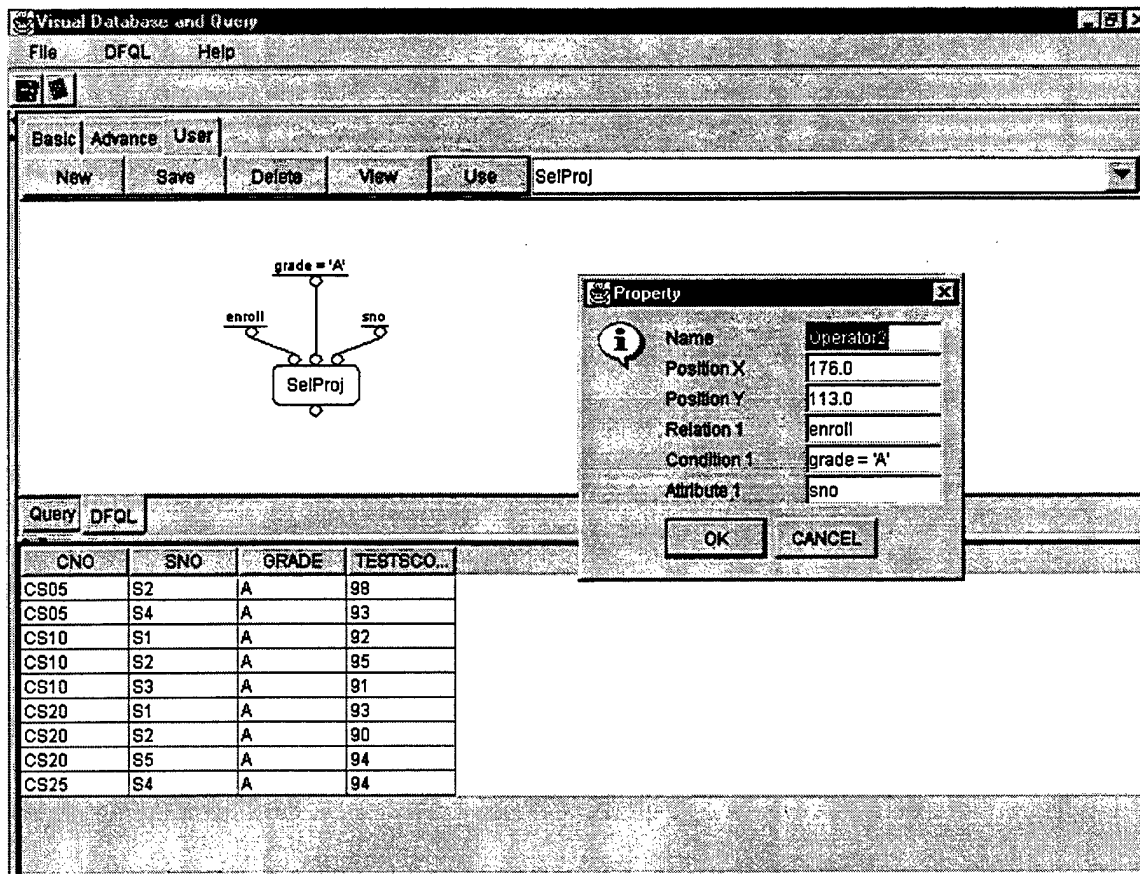 Visual Database and Query
File DFQL Help
Basic Advance User
New Save Delete View Use SelProj
grade = 'A'
enroll sno
SelProj
Property
Name Operator2
Position X 176.0
Position Y 113.0
Relation 1 enroll
Condition 1 grade = 'A'
Attribute 1 sno
OK CANCEL
Query DFQL
CNO SNO GRADE TESTSCO...
CS05 S2 A 98
CS05 S4 A 93
CS10 S1 A 92
CS10 S2 A 95
CS10 S3 A 91
CS20 S1 A 93
CS20 S2 A 90
CS20 S5 A 94
CS25 S4 A 94